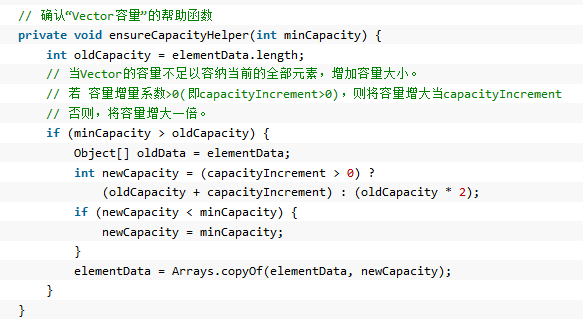 // 确认“Vector容量”的帮助函数
private void ensureCapacityHelper(int minCapacity) {
int oldCapacity = elementData.length;
// 当Vector的容量不足以容纳当前的全部元素，增加容量大小。
// 若 容量增量系数>0(即capacityIncrement>0)，则将容量增大当capacityIncrement
// 否则，将容量增大一倍。
if (minCapacity > oldCapacity) {
Object[] oldData = elementData;
int newCapacity = (capacityIncrement > 0) ?
(oldCapacity + capacityIncrement) : (oldCapacity * 2);
if (newCapacity < minCapacity) {
newCapacity = minCapacity;
}
elementData = Arrays.copyOf(elementData, newCapacity);
}
}